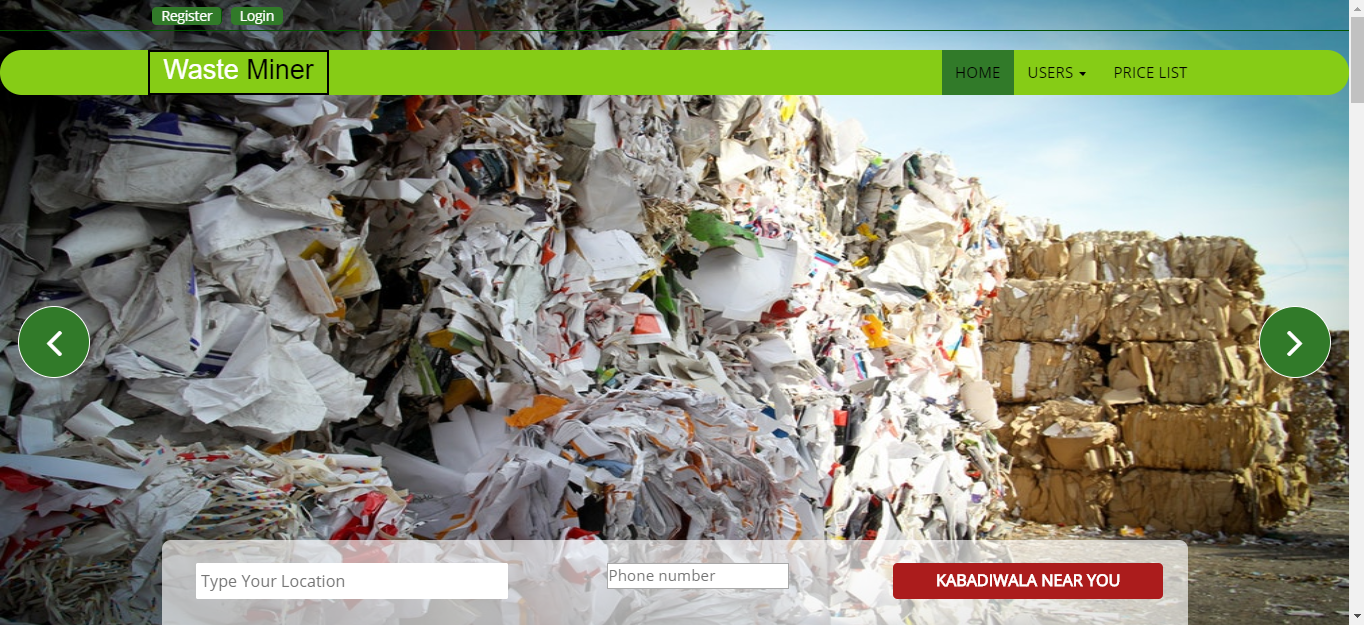 Register Login
Waste Miner
HOME USERS PRICE LIST
Type Your Location
Phone number
KABADIWALA NEAR YOU